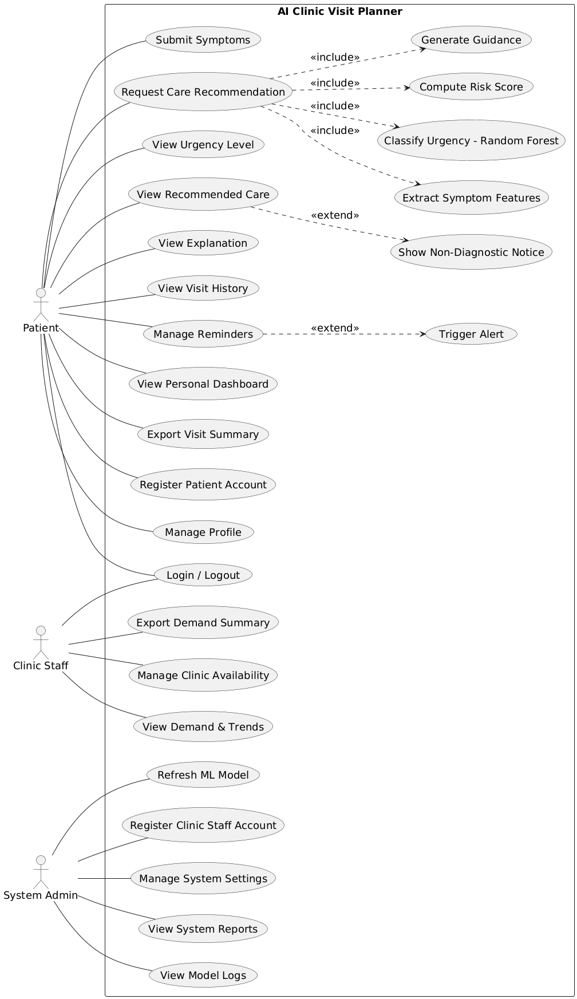 AI Clinic Visit Planner
Submit Symptoms
Generate Guidance
«include»
Request Care Recommendation
«include»
Compute Risk Score
«include»
Classify Urgency - Random Forest
«include»
View Urgency Level
View Recommended Care
Extract Symptom Features
«extend»
View Explanation
Show Non-Diagnostic Notice
View Visit History
Patient
Manage Reminders
«extend»
Trigger Alert
View Personal Dashboard
Export Visit Summary
Register Patient Account
Manage Profile
Login / Logout
Export Demand Summary
Clinic Staff
Manage Clinic Availability
View Demand & Trends
Refresh ML Model
Register Clinic Staff Account
Manage System Settings
System Admin
View System Reports
View Model Logs